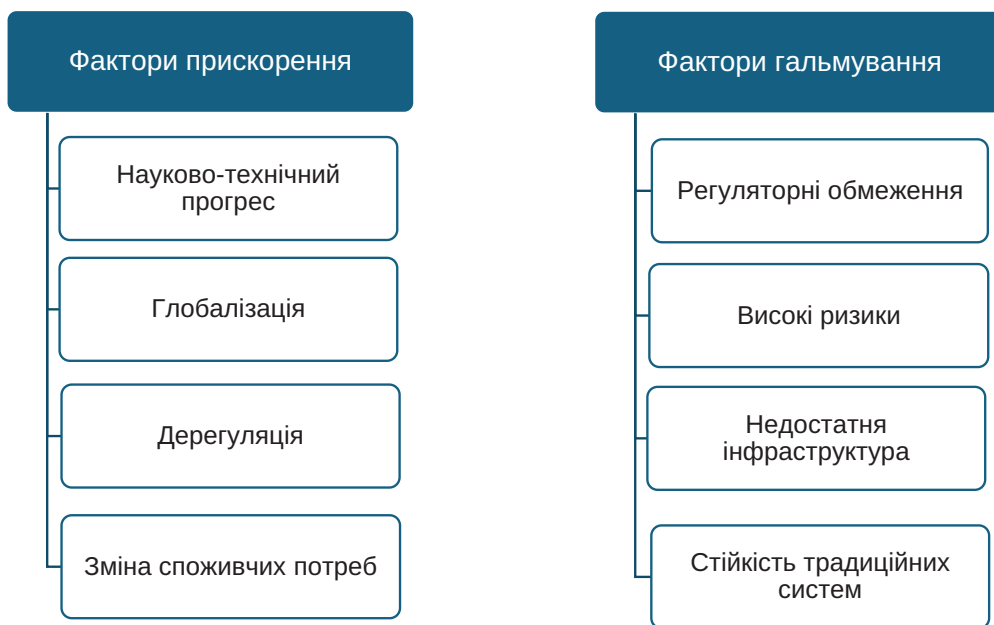 Фактори прискорення
Науково-технічний
прогрес
Глобалізація
Дерегуляція
Зміна споживчих потреб
Фактори гальмування
Регуляторні обмеження
Високі ризики
Недостатня
інфраструктура
Стійкість традиційних
систем